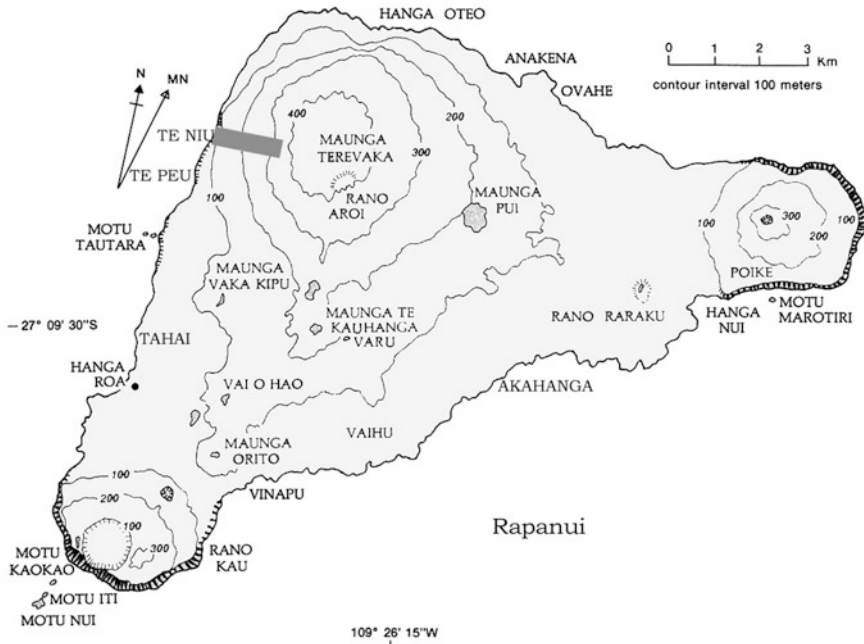 HANGA OTEO
0 1 2 3
Km
contour interval 100 meters
ANAKENA
OVAHE
N
MN
400
200
TE NIU
MAUNGA
TEREVAKA
300
TE PEU
RANO
AROI
100
MAUNGA
PUI
MOTU
TAUTARA
100
300
100
200
POIKE
MAUNGA
VAKA KIPU
MAUNGA TE
KAUHANGA
VARU
RANO RARAKU
HANGA
NUI
MOTU
MAROTIRI
27° 09' 30"S
TAHAI
HANGA
ROA
VAI O HAO
AKAHANGA
VAIHU
MAUNGA
ORITO
100
200
VINAPU
100
300
Rapanui
MOTU
KAOKAO
RANO
KAU
MOTU ITI
MOTU NUI
109° 26' 15"W